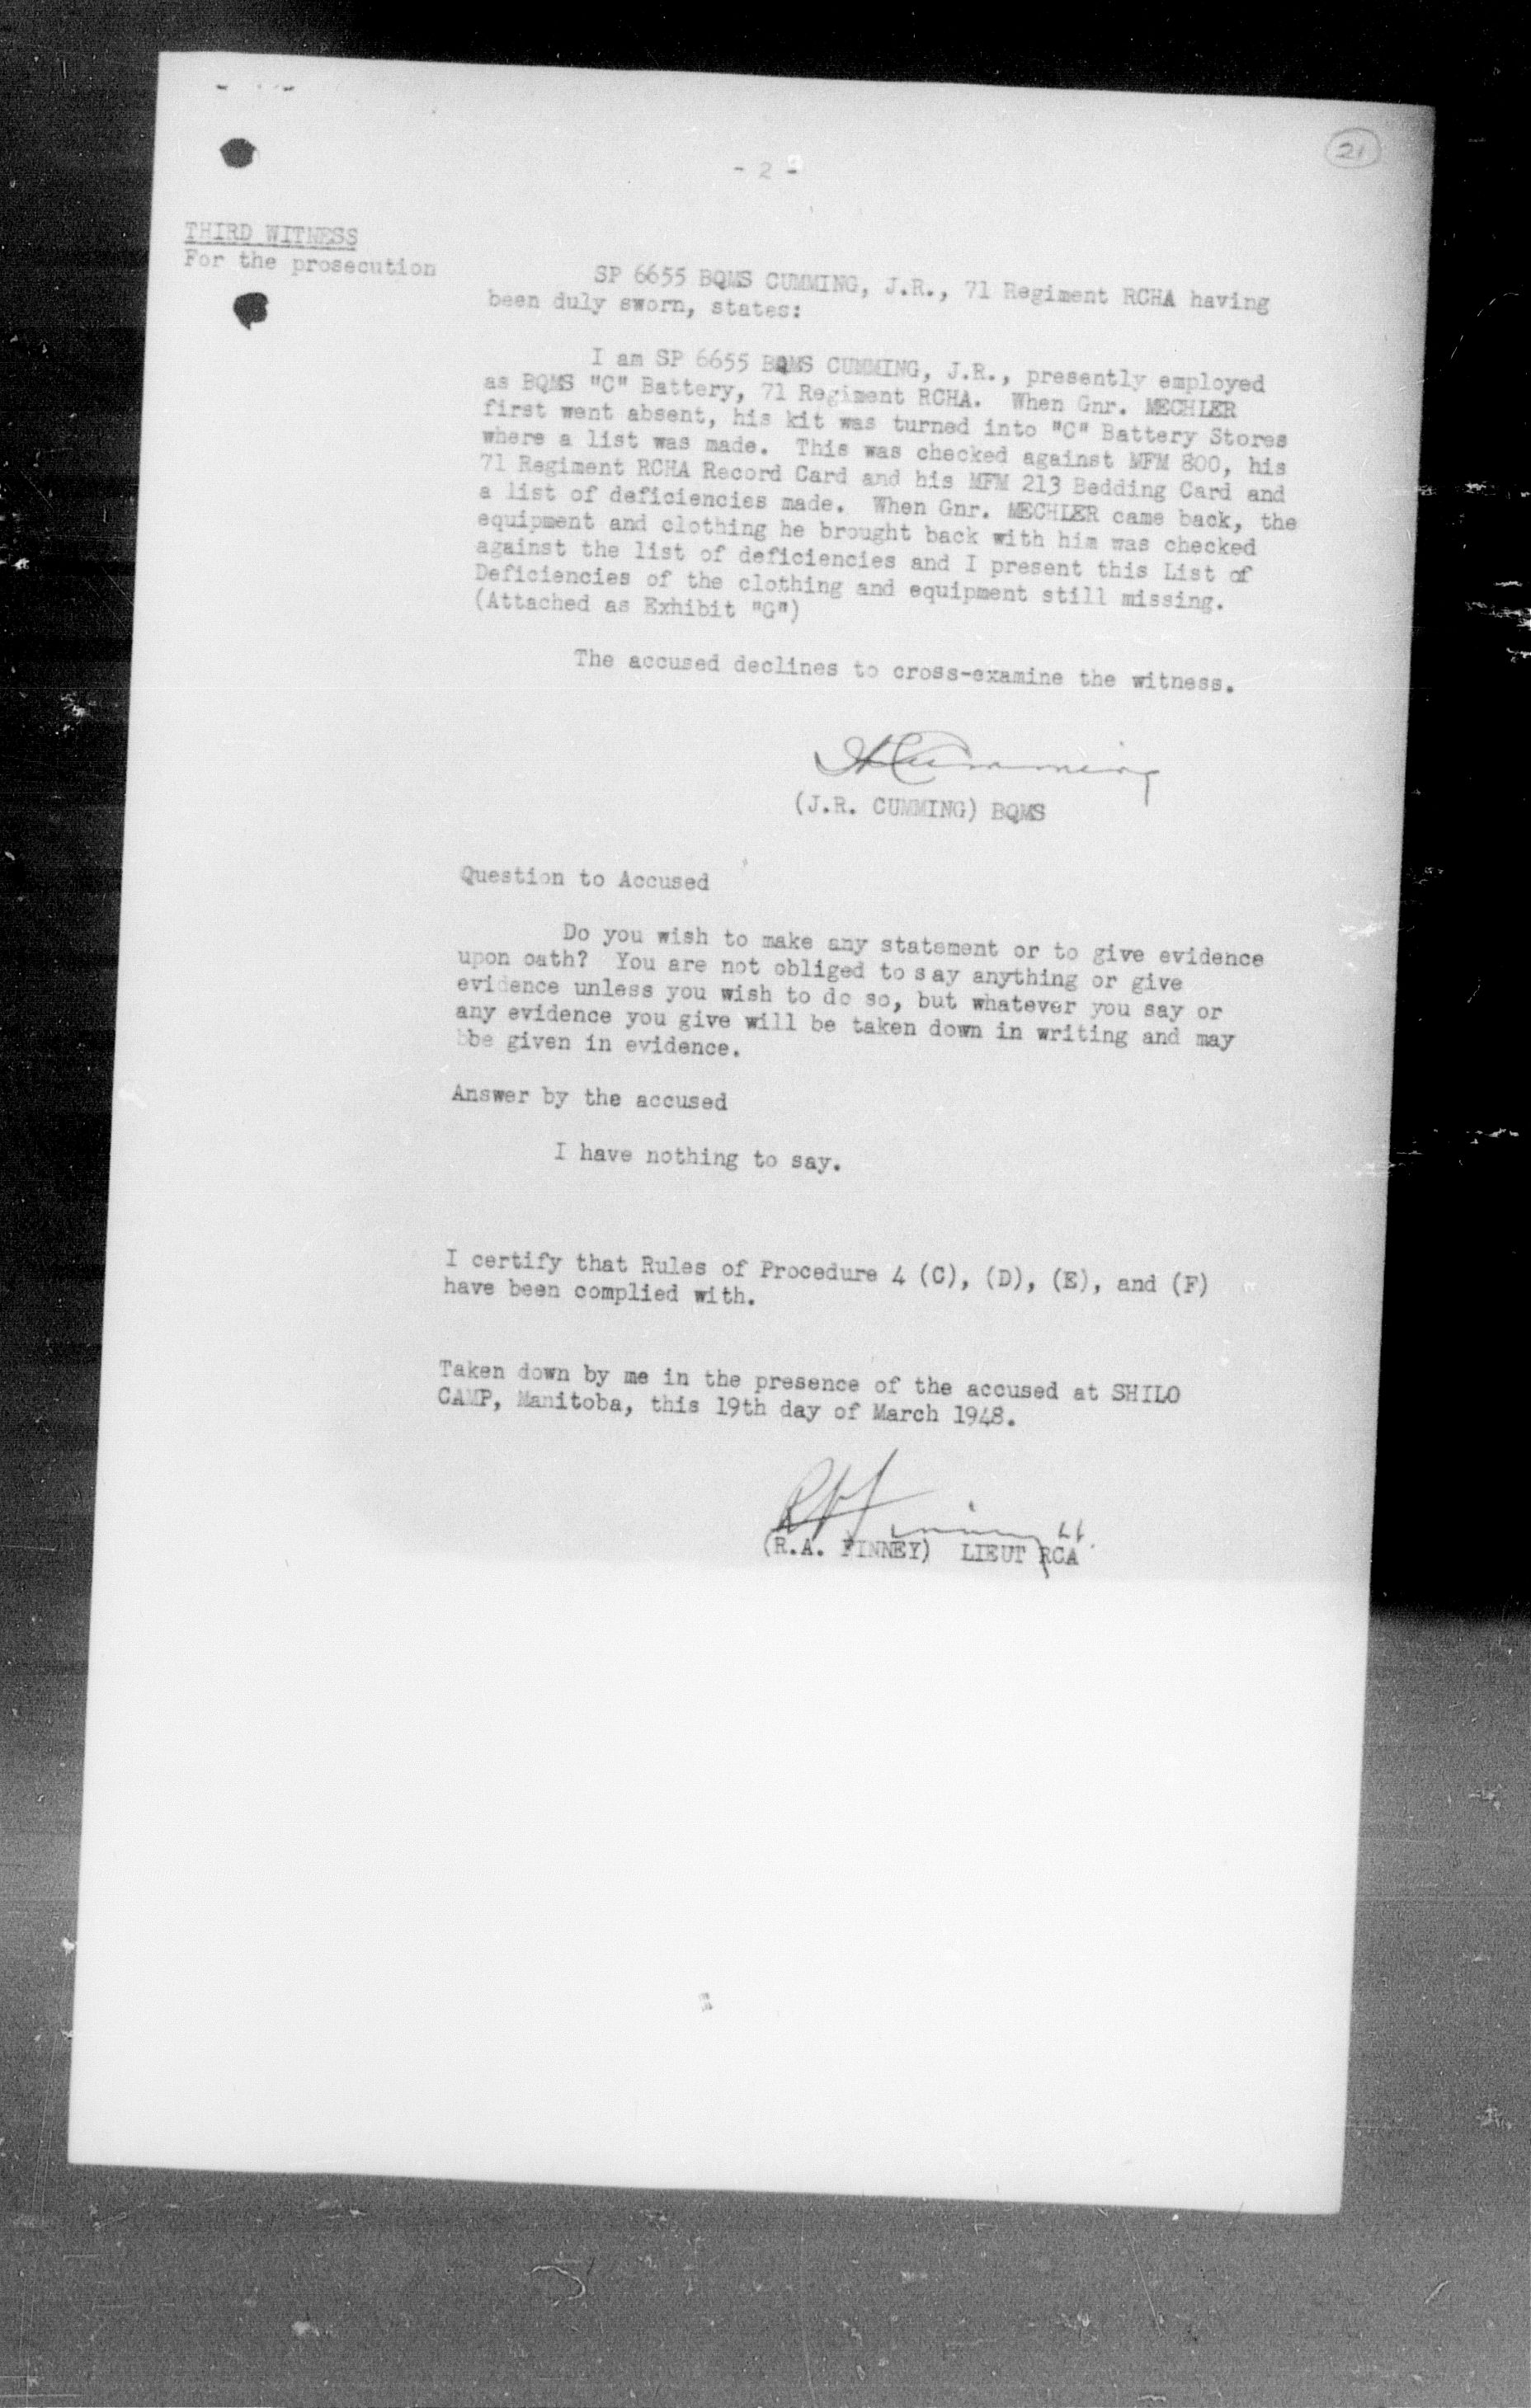 21
- 2 -
THIRD WITNESS
For the prosecution
SP 6655 BQMS CUMMING, J.R., 71 Regiment RCHA having
been duly sworn, states:
I am SP 6655 BQMS CUMMING, J.R., presently employed
as BQMS "C" Battery, 71 Regiment RCHA. When Gnr. MECHLER
first went absent, his kit was turned into "C" Battery Stores
where a list was made. This was checked against MFM 800, his
71 Regiment RCHA Record Card and his MFM 213 Bedding Card and
a list of deficiencies made. When Gnr. MECHLER came back, the
equipment and clothing he brought back with him was checked
against the list of deficiencies and I present this List of
Deficiencies of the clothing and equipment still missing.
(Attached as Exhibit "G")
The accused declines to cross-examine the witness.
JRCumming
(J.R. CUMMING) BQMS
Question to Accused
Do you wish to make any statement or to give evidence
upon oath? You are not obliged to say anything or give
evidence unless you wish to do so, but whatever you say or
any evidence you give will be taken down in writing and may
bbe given in evidence.
Answer by the accused
I have nothing to say.
I certify that Rules of Procedure 4 (C), (D), (E), and (F)
have been complied with.
Taken down by me in the presence of the accused at SHILO
CAMP, Manitoba, this 19th day of March 1948.
RAFinney Lt.
(R.A. FINNEY) LIEUT RCA